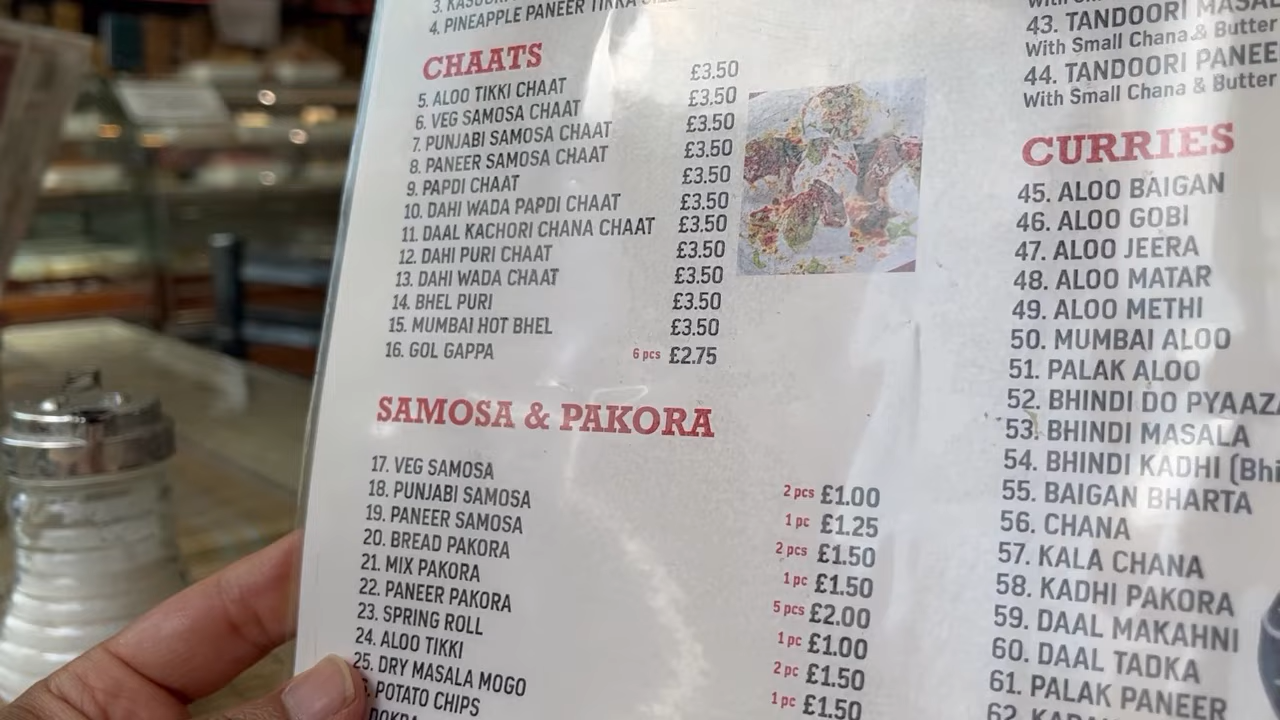 3.
4. PINEAPPLE PANEER TIKKA
CHAATS
5. ALOO TIKKI CHAAT £3.50
6. VEG SAMOSA CHAAT £3.50
7. PUNJABI SAMOSA CHAAT £3.50
8. PANEER SAMOSA CHAAT £3.50
9. PAPDI CHAAT £3.50
10. DAHI WADA PAPDI CHAAT £3.50
11. DAAL KACHORI CHANA CHAAT £3.50
12. DAHI PURI CHAAT £3.50
13. DAHI WADA CHAAT £3.50
14. BHEL PURI £3.50
15. MUMBAI HOT BHEL £3.50
16. GOL GAPPA 6 pcs £2.75
SAMOSA & PAKORA
17. VEG SAMOSA 2 pcs £1.00
18. PUNJABI SAMOSA 1 pc £1.25
19. PANEER SAMOSA 2 pcs £1.50
20. BREAD PAKORA 1 pc £1.50
21. MIX PAKORA 5 pcs £2.00
22. PANEER PAKORA 1 pc £1.00
23. SPRING ROLL 2 pc £1.50
24. ALOO TIKKI 1 pc £1.50
25. DRY MASALA MOGO
POTATO CHIPS
43. TANDOORI
With Small Chana & Butter
44. TANDOORI
With Small Chana & Butter
CURRIES
45. ALOO BAIGAN
46. ALOO GOBI
47. ALOO JEERA
48. ALOO MATAR
49. ALOO METHI
50. MUMBAI ALOO
51. PALAK ALOO
52. BHINDI DO
53. BHINDI MASALA
54. BHINDI KADHI
55. BAIGAN BHARTA
56. CHANA
57. KALA CHANA
58. KADHI PAKORA
59. DAAL MAKAHNI
60. DAAL TADKA
61. PALAK PANEER
62.